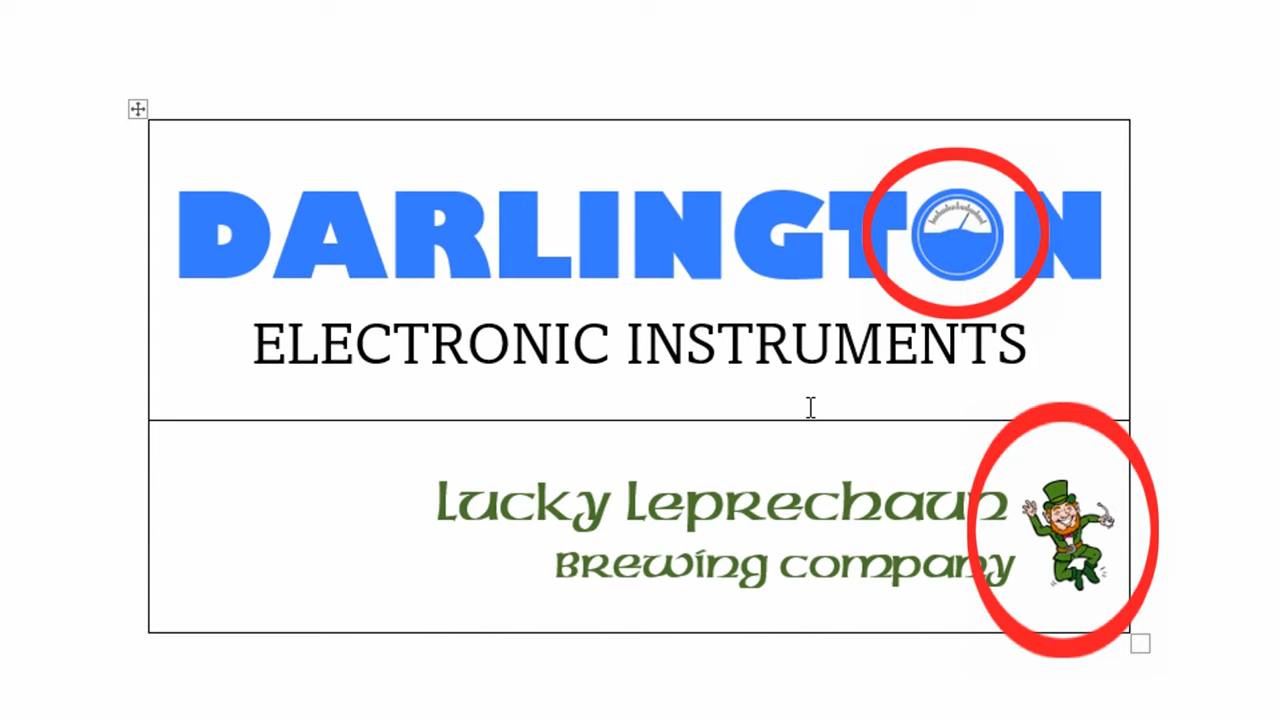 DARLINGTON
ELECTRONIC INSTRUMENTS
Lucky Leprechaun
Brewing Company